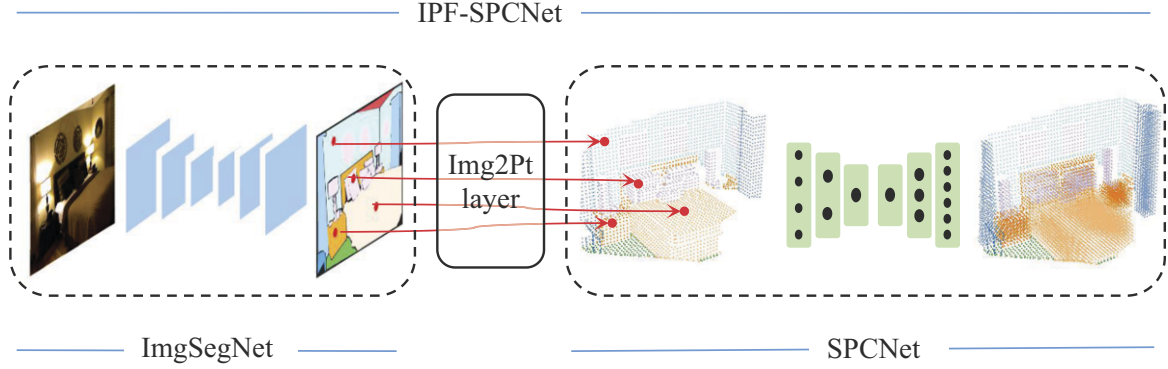 IPF-SPCNet
Img2Pt
layer
ImgSegNet
SPCNet